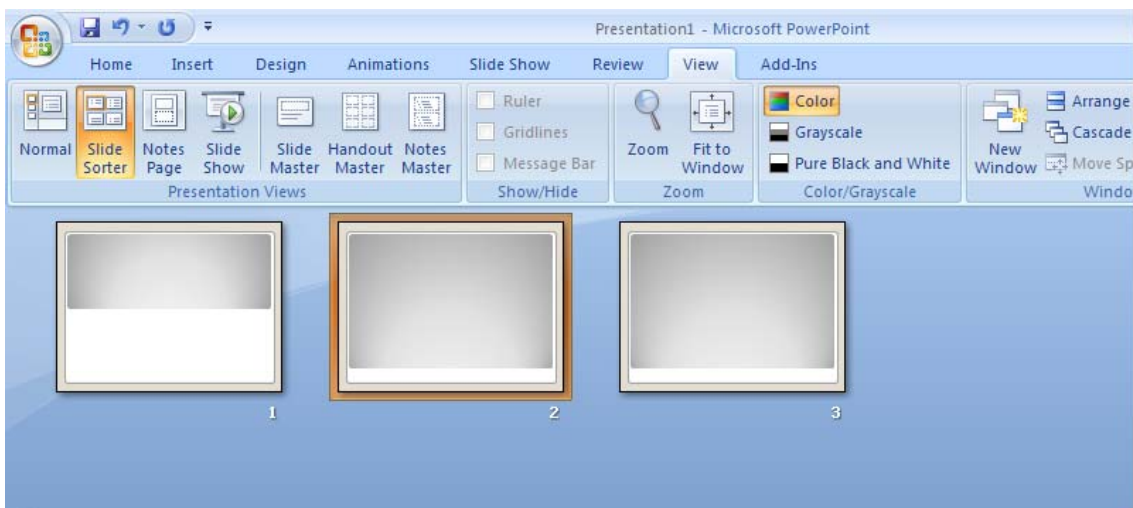 Presentation1 - Microsoft PowerPoint
Home Insert Design Animations Slide Show Review View Add-Ins
Normal
Slide Sorter
Notes Page
Slide Show
Slide Master
Handout Master
Notes Master
Presentation Views
Ruler
Gridlines
Message Bar
Show/Hide
Zoom
Fit to Window
Zoom
Color
Grayscale
Pure Black and White
Color/Grayscale
New Window
Arrange
Cascade
Move Sp
Windo
1 2 3